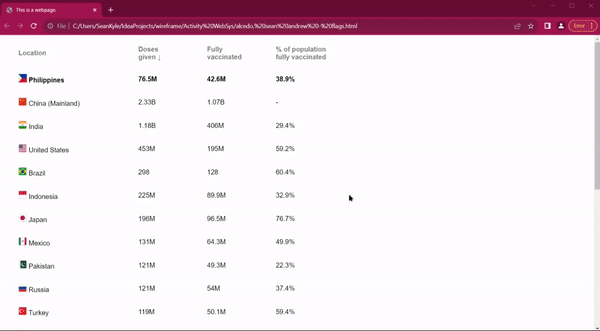 This is a webpage.
File | C:/Users/SeanKyle/IdeaProjects/wireframe/Activity%20WebSys/alcedo,%20sean%20andrew%20-%20flags.html
Error
Location Doses given ↓ Fully vaccinated % of population fully vaccinated
Philippines 76.5M 42.6M 38.9%
China (Mainland) 2.33B 1.07B -
India 1.18B 406M 29.4%
United States 453M 195M 59.2%
Brazil 298 128 60.4%
Indonesia 225M 89.9M 32.9%
Japan 196M 96.5M 76.7%
Mexico 131M 64.3M 49.9%
Pakistan 121M 49.3M 22.3%
Russia 121M 54M 37.4%
Turkey 119M 50.1M 59.4%